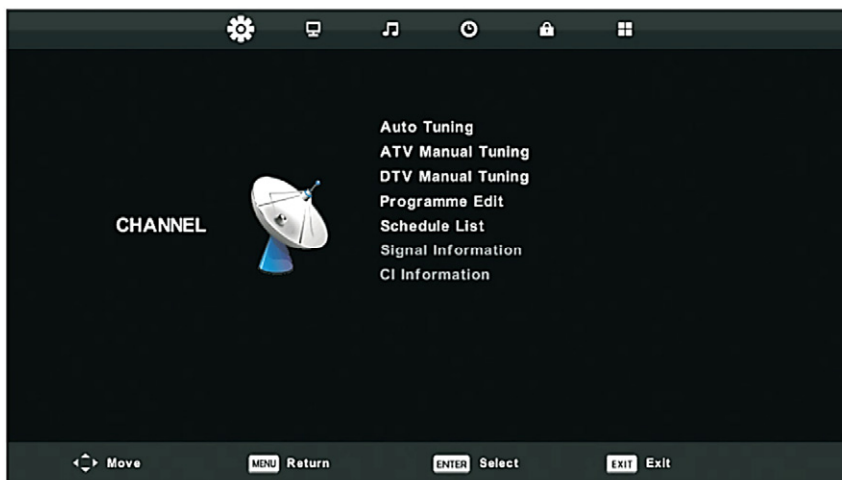 Auto Tuning
ATV Manual Tuning
DTV Manual Tuning
Programme Edit
CHANNEL
Schedule List
Signal Information
CI Information
Move MENU Return ENTER Select EXIT Exit